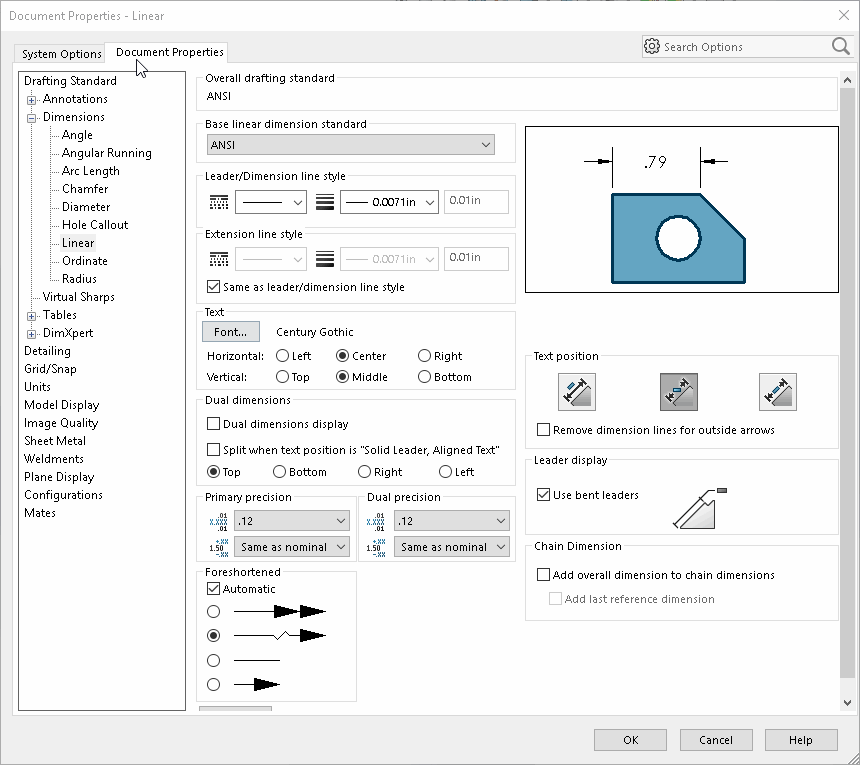 Document Properties - Linear
System Options
Document Properties
Search Options
Drafting Standard
Annotations
Dimensions
Angle
Angular Running
Arc Length
Chamfer
Diameter
Hole Callout
Linear
Ordinate
Radius
Virtual Sharps
Tables
DimXpert
Detailing
Grid/Snap
Units
Model Display
Image Quality
Sheet Metal
Weldments
Plane Display
Configurations
Mates
Overall drafting standard
ANSI
Base linear dimension standard
ANSI
Leader/Dimension line style
0.0071in 0.01in
Extension line style
0.0071in 0.01in
Same as leader/dimension line style
Text
Font... Century Gothic
Horizontal: Left Center Right
Vertical: Top Middle Bottom
Dual dimensions
Dual dimensions display
Split when text position is "Solid Leader, Aligned Text"
Top Bottom Right Left
Primary precision
.01
X.XXX
.01
.12
+.XX
1.50
-.XX
Same as nominal
Dual precision
.01
X.XXX
.01
.12
+.XX
1.50
-.XX
Same as nominal
Foreshortened
Automatic
.79
Text position
Remove dimension lines for outside arrows
Leader display
Use bent leaders
Chain Dimension
Add overall dimension to chain dimensions
Add last reference dimension
OK Cancel Help